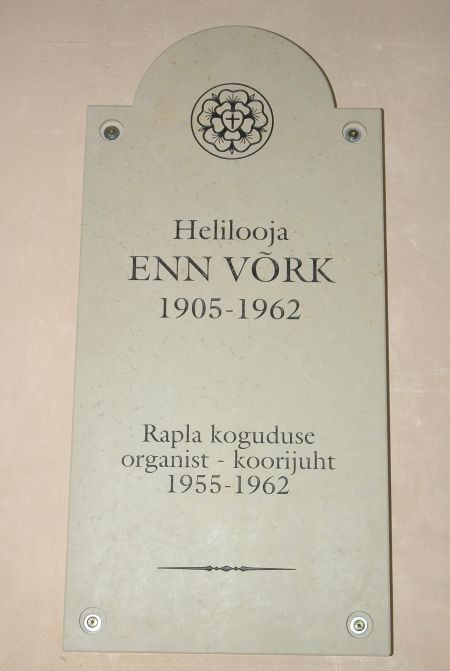 Helilooja
ENN VÕRK
1905-1962
Rapla koguduse
organist - koorijuht
1955-1962